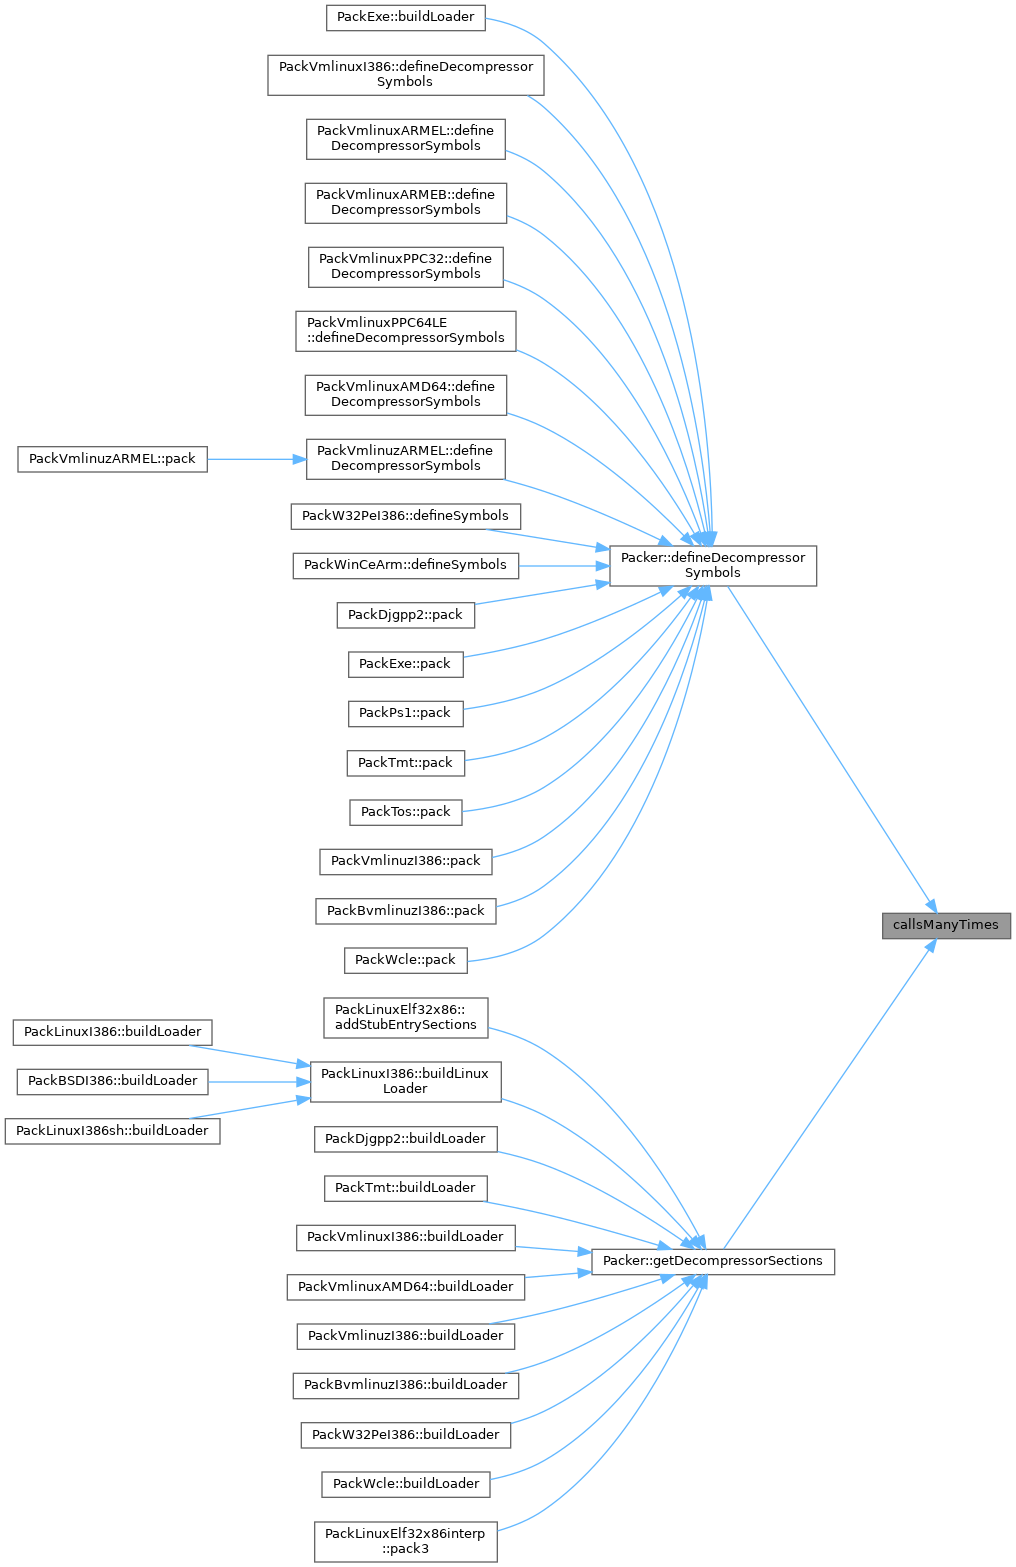 PackExe::buildLoader
PackVmlinuxI386::defineDecompressor
Symbols
PackVmlinuxARMEL::define
DecompressorSymbols
PackVmlinuxARMEB::define
DecompressorSymbols
PackVmlinuxPPC32::define
DecompressorSymbols
PackVmlinuxPPC64LE
::defineDecompressorSymbols
PackVmlinuxAMD64::define
DecompressorSymbols
PackVmlinuzARMEL::pack
PackVmlinuzARMEL::define
DecompressorSymbols
PackW32PeI386::defineSymbols
PackWinCeArm::defineSymbols
Packer::defineDecompressor
Symbols
PackDjgpp2::pack
PackExe::pack
PackPs1::pack
PackTmt::pack
PackTos::pack
PackVmlinuzI386::pack
PackBvmlinuzI386::pack
callsManyTimes
PackWcle::pack
PackLinuxElf32x86::
addStubEntrySections
PackLinuxI386::buildLoader
PackBSDI386::buildLoader
PackLinuxI386sh::buildLoader
PackLinuxI386::buildLinux
Loader
PackDjgpp2::buildLoader
PackTmt::buildLoader
PackVmlinuxI386::buildLoader
Packer::getDecompressorSections
PackVmlinuxAMD64::buildLoader
PackVmlinuzI386::buildLoader
PackBvmlinuzI386::buildLoader
PackW32PeI386::buildLoader
PackWcle::buildLoader
PackLinuxElf32x86interp
::pack3